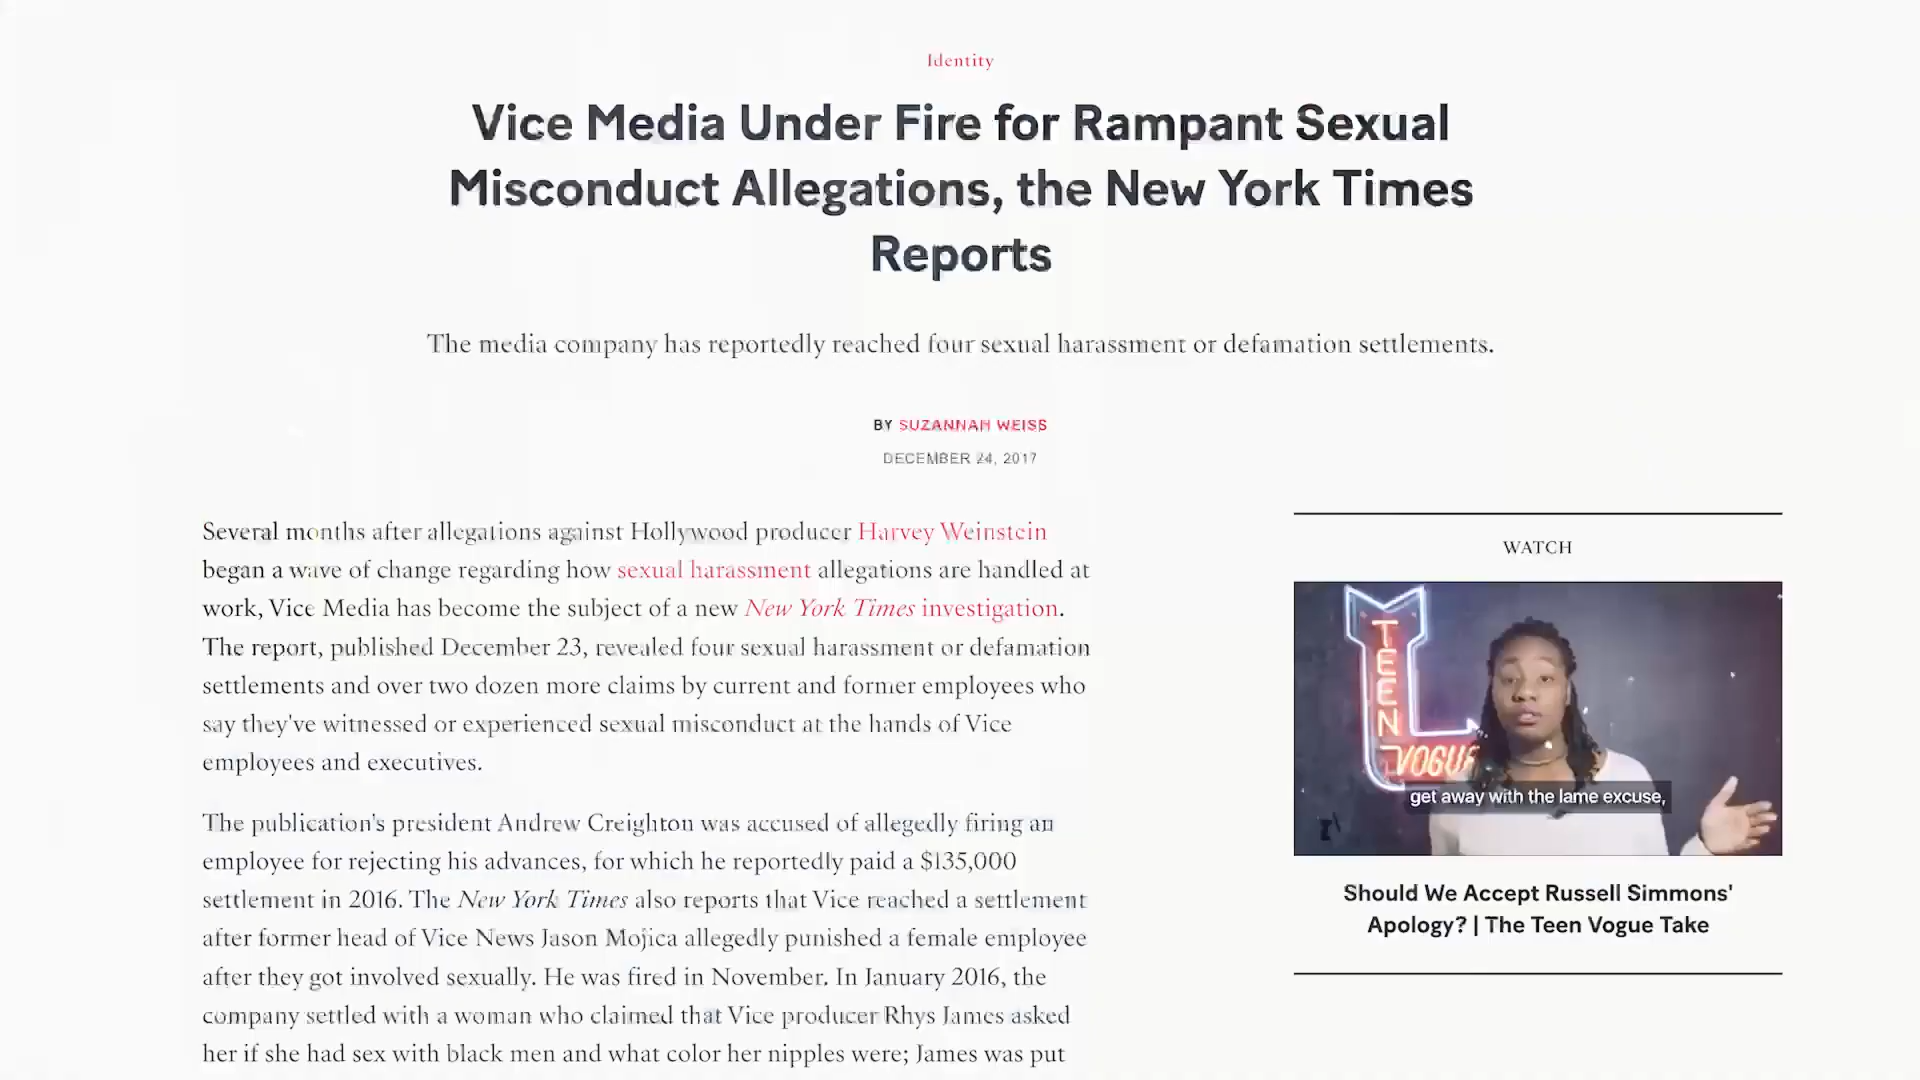 Identity
Vice Media Under Fire for Rampant Sexual
Misconduct Allegations, the New York Times
Reports
The media company has reportedly reached four sexual harassment or defamation settlements.
BY SUZANNAH WEISS
DECEMBER 24, 2017
Several months after allegations against Hollywood producer Harvey Weinstein
began a wave of change regarding how sexual harassment allegations are handled at
work, Vice Media has become the subject of a new New York Times investigation.
The report, published December 23, revealed four sexual harassment or defamation
settlements and over two dozen more claims by current and former employees who
say they've witnessed or experienced sexual misconduct at the hands of Vice
employees and executives.
The publication's president Andrew Creighton was accused of allegedly firing an
employee for rejecting his advances, for which he reportedly paid a $135,000
settlement in 2016. The New York Times also reports that Vice reached a settlement
after former head of Vice News Jason Mojica allegedly punished a female employee
after they got involved sexually. He was fired in November. In January 2016, the
company settled with a woman who claimed that Vice producer Rhys James asked
her if she had sex with black men and what color her nipples were; James was put
WATCH
TEEN
VOGUE
get away with the lame excuse,
Should We Accept Russell Simmons'
Apology? | The Teen Vogue Take